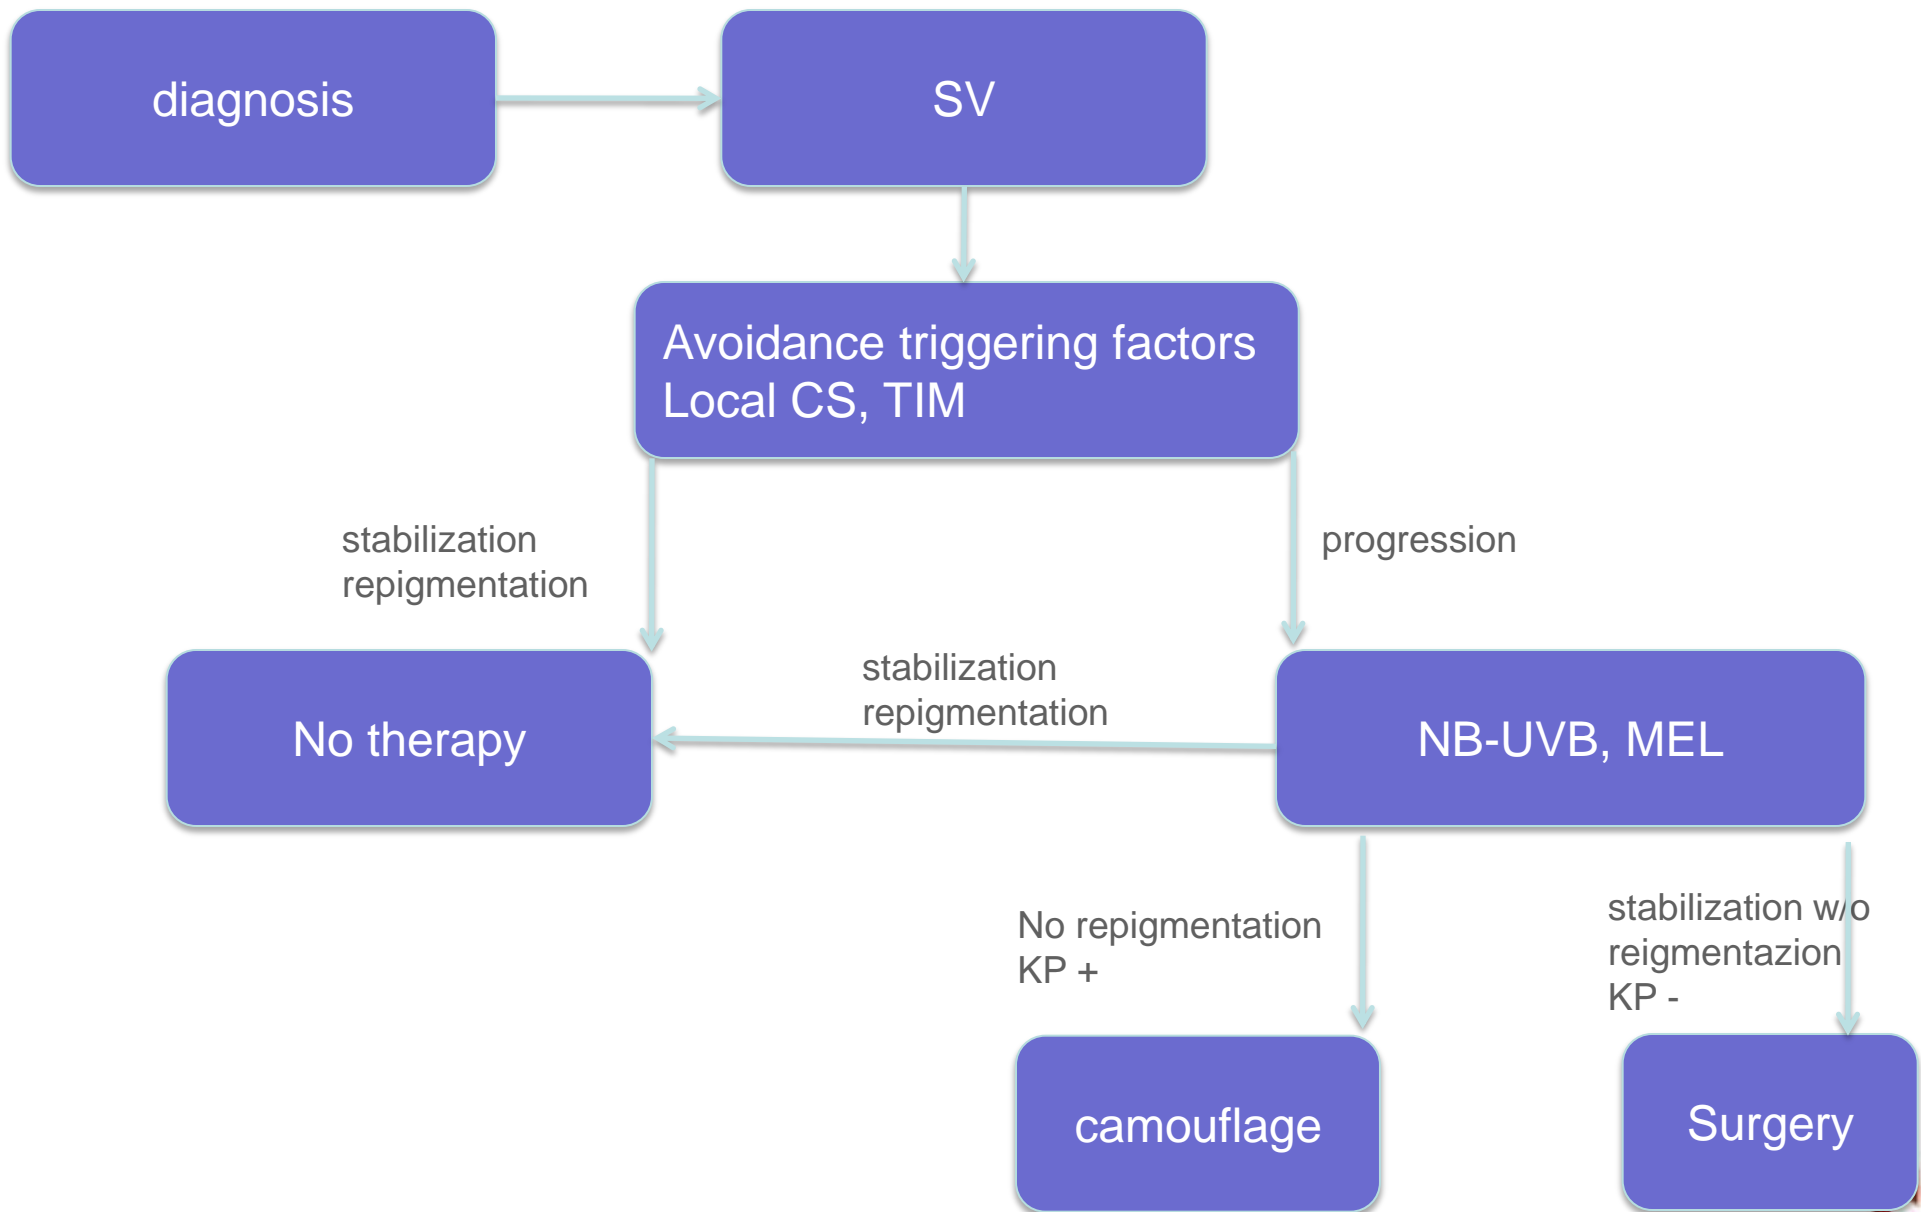 diagnosis
SV
Avoidance triggering factors
Local CS, TIM
stabilization
repigmentation
progression
stabilization
repigmentation
No therapy
NB-UVB, MEL
No repigmentation
KP +
stabilization w/o
reigmentazion
KP -
camouflage
Surgery